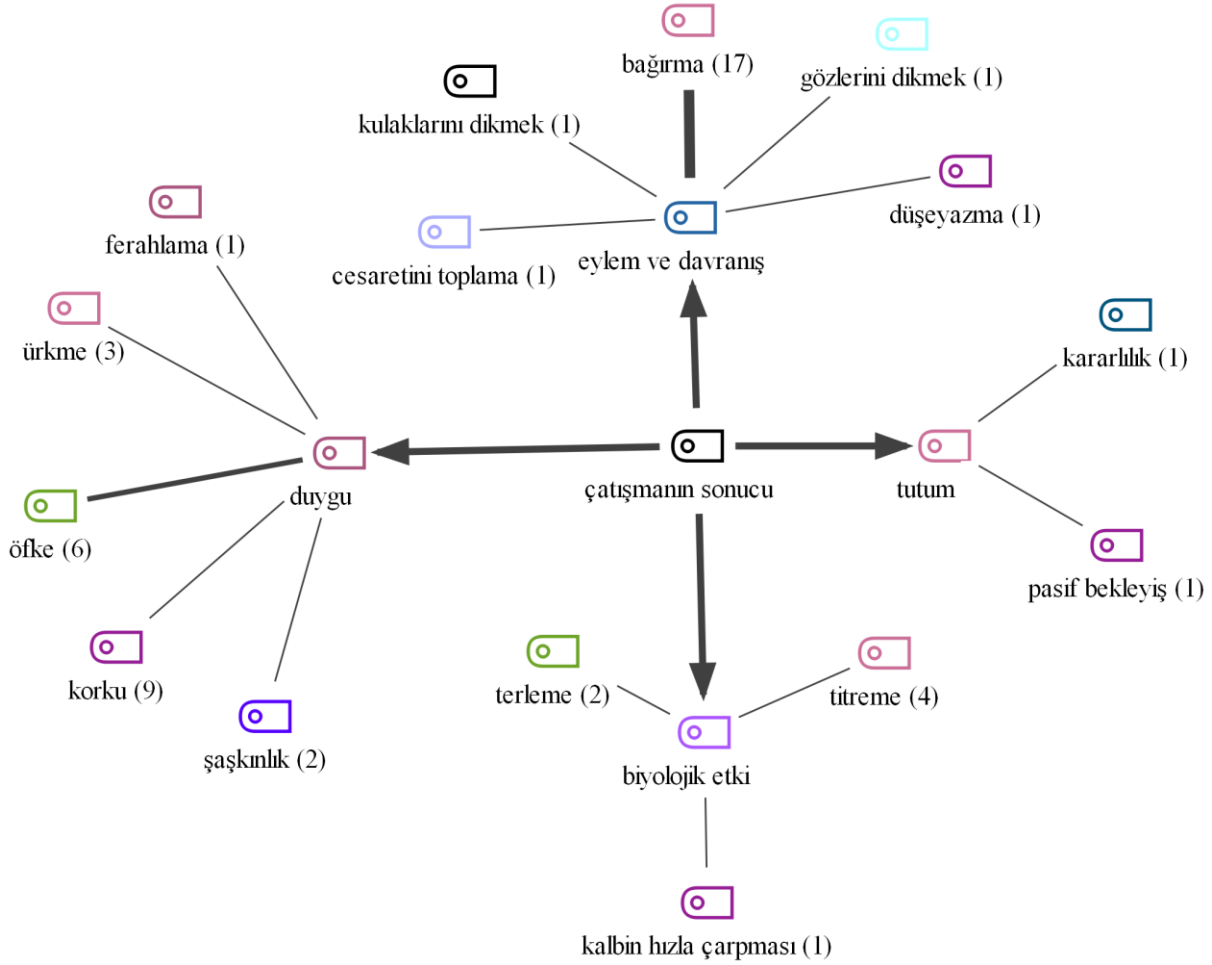 bağırma (17)
gözlerini dikmek (1)
kulaklarını dikmek (1)
düşeyazma (1)
ferahlama (1)
cesaretini toplama (1)
eylem ve davranış
ürkme (3)
kararlılık (1)
duygu
çatışmanın sonucu
tutum
öfke (6)
pasif bekleyiş (1)
korku (9)
terleme (2)
titreme (4)
şaşkınlık (2)
biyolojik etki
kalbin hızla çarpması (1)